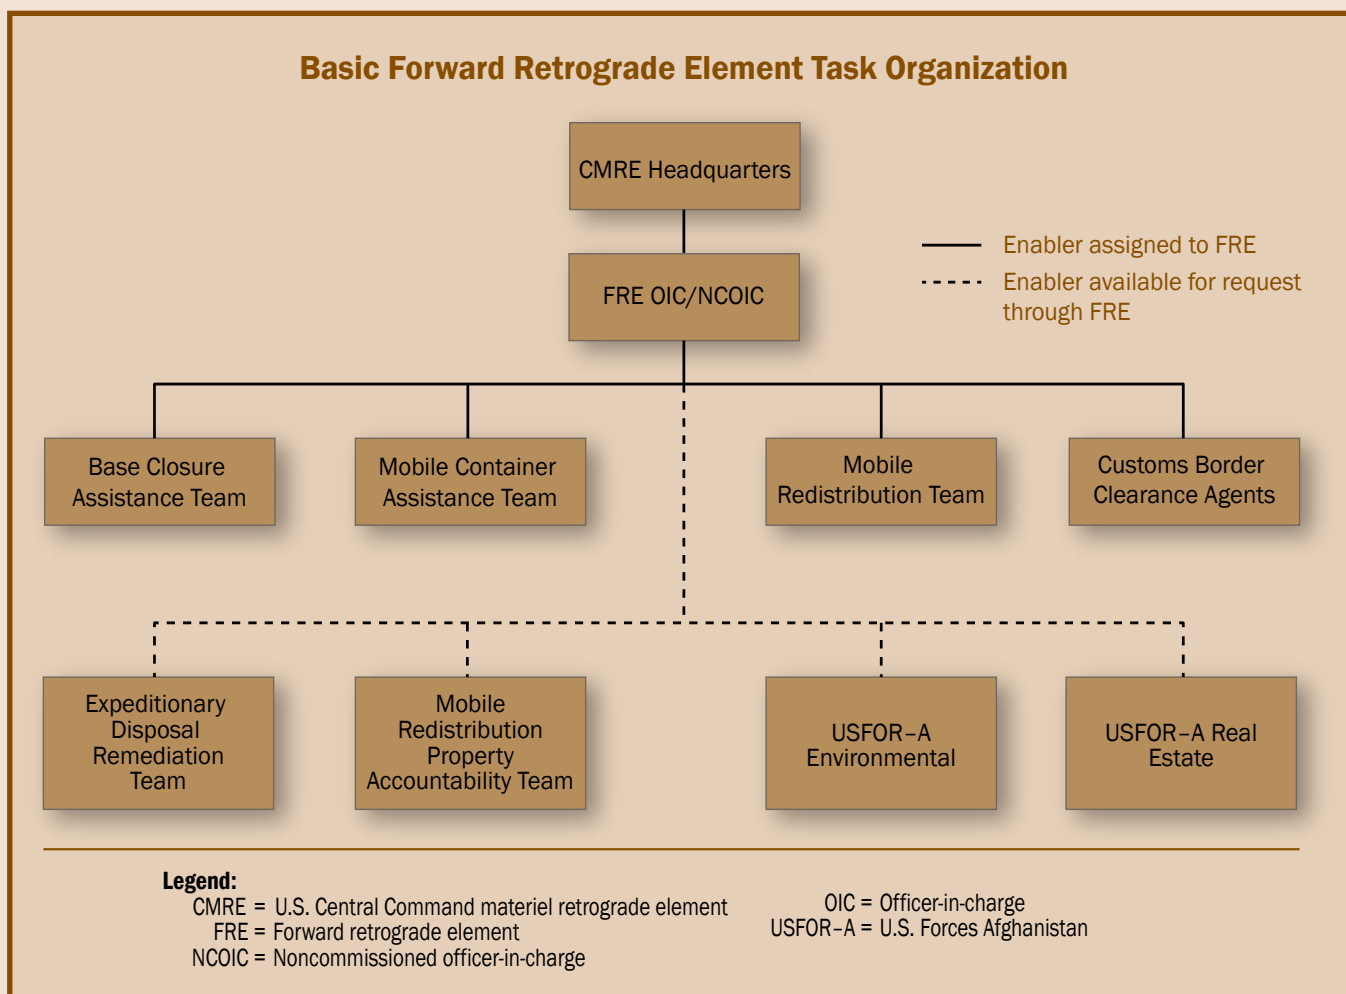 Basic Forward Retrograde Element Task Organization
CMRE Headquarters
FRE OIC/NCOIC
Enabler assigned to FRE
Enabler available for request
through FRE
Base Closure
Assistance Team
Mobile Container
Assistance Team
Mobile
Redistribution Team
Customs Border
Clearance Agents
Expeditionary
Disposal
Remediation
Team
Mobile
Redistribution
Property
Accountability Team
USFOR–A
Environmental
USFOR–A Real
Estate
Legend:
CMRE = U.S. Central Command materiel retrograde element
FRE = Forward retrograde element
NCOIC = Noncommissioned officer-in-charge
OIC = Officer-in-charge
USFOR–A = U.S. Forces Afghanistan